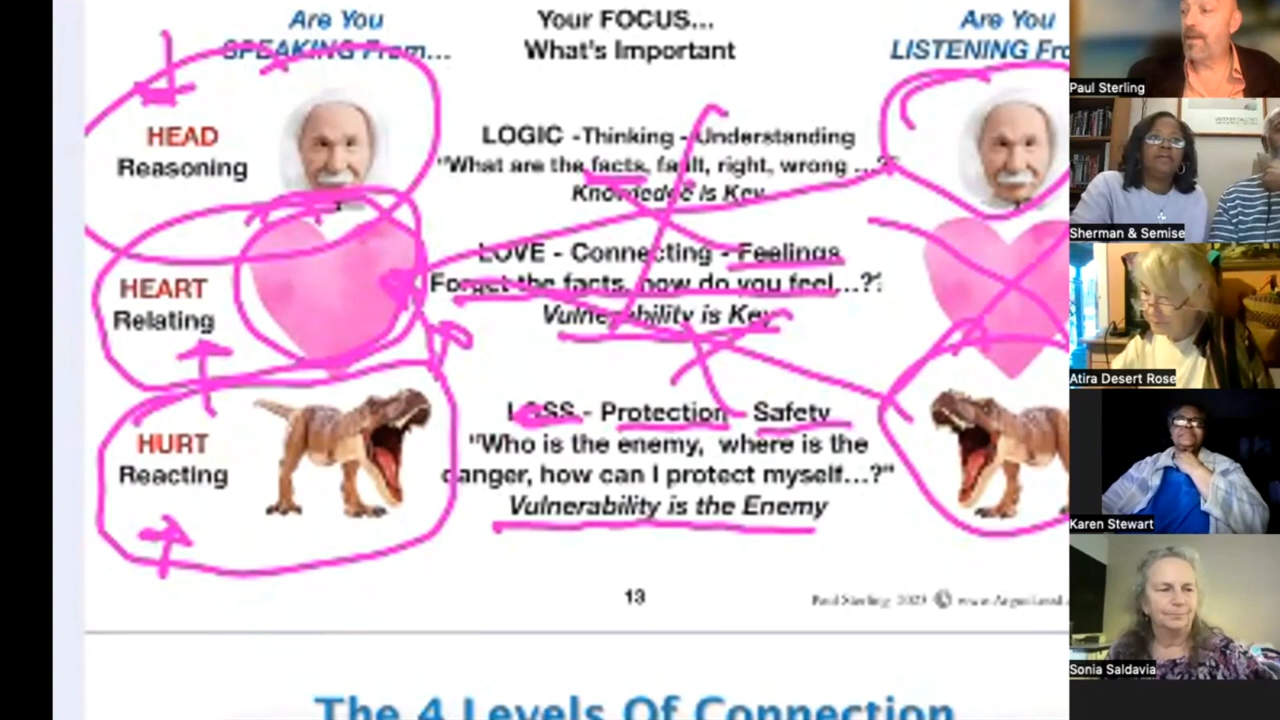 Are You
SPEAKING From...
Your FOCUS...
What's Important
Are You
LISTENING Fro
HEAD
Reasoning
LOGIC -Thinking - Understanding
"What are the facts, fault, right, wrong ...?"
Knowledge is Key
HEART
Relating
LOVE - Connecting - Feelings
Forget the facts, how do you feel...?"
Vulnerability is Key
HURT
Reacting
LOSS - Protection - Safety
"Who is the enemy, where is the
danger, how can I protect myself...?"
Vulnerability is the Enemy
13
Paul Sterling, 2023 ©
The 4 Levels Of Connection
Paul Sterling
Sherman & Semise
Atira Desert Rose
Karen Stewart
Sonia Saldavia